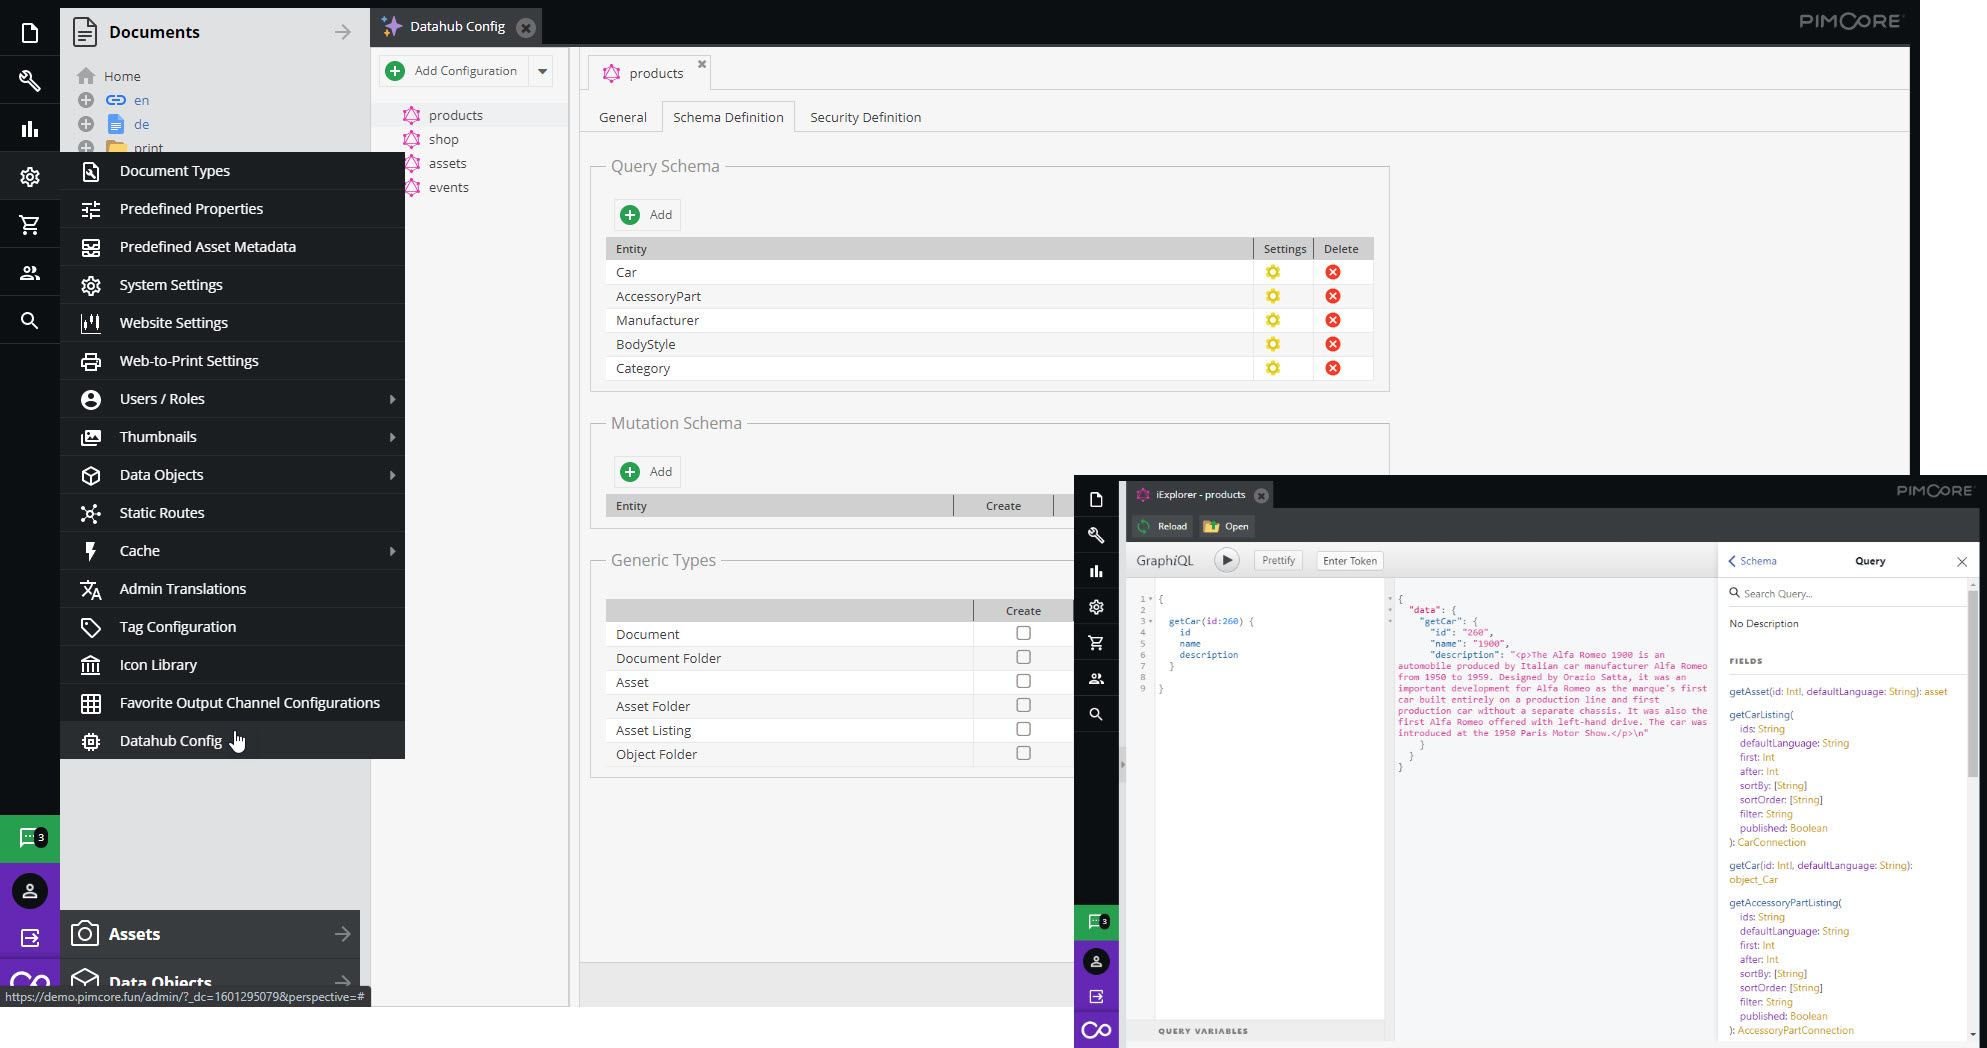 Documents
Home
en
de
print
Document Types
Predefined Properties
Predefined Asset Metadata
System Settings
Website Settings
Web-to-Print Settings
Users / Roles
Thumbnails
Data Objects
Static Routes
Cache
Admin Translations
Tag Configuration
Icon Library
Favorite Output Channel Configurations
Datahub Config
3
Assets
Data Objects
https://demo.pimcore.fun/admin/?_dc=1601295079&perspective=#
Datahub Config
PIMCORE
Add Configuration
products
shop
assets
events
products
General
Schema Definition
Security Definition
Query Schema
Add
Entity Settings Delete
Car
AccessoryPart
Manufacturer
BodyStyle
Category
Mutation Schema
Add
Entity Create
Generic Types
Create
Document
Document Folder
Asset
Asset Folder
Asset Listing
Object Folder
iExplorer - products
PIMCORE
Reload
Open
GraphiQL
Prettify
Enter Token
1 {
2
3 getCar(id:260) {
4 id
5 name
6 description
7 }
8
9 }
QUERY VARIABLES
{
"data": {
"getCar": {
"id": "260",
"name": "1900",
"description": "<p>The Alfa Romeo 1900 is an
automobile produced by Italian car manufacturer Alfa Romeo
from 1950 to 1959. Designed by Orazio Satta, it was an
important development for Alfa Romeo as the marque's first
car built entirely on a production line and first
production car without a separate chassis. It was also the
first Alfa Romeo offered with left-hand drive. The car was
introduced at the 1950 Paris Motor Show.</p>\n"
}
}
}
Schema
Query
Search Query...
No Description
FIELDS
getAsset(id: Int!, defaultLanguage: String): asset
getCarListing(
ids: String
defaultLanguage: String
first: Int
after: Int
sortBy: [String]
sortOrder: [String]
filter: String
published: Boolean
): CarConnection
getCar(id: Int!, defaultLanguage: String):
object_Car
getAccessoryPartListing(
ids: String
defaultLanguage: String
first: Int
after: Int
sortBy: [String]
sortOrder: [String]
filter: String
published: Boolean
): AccessoryPartConnection
3